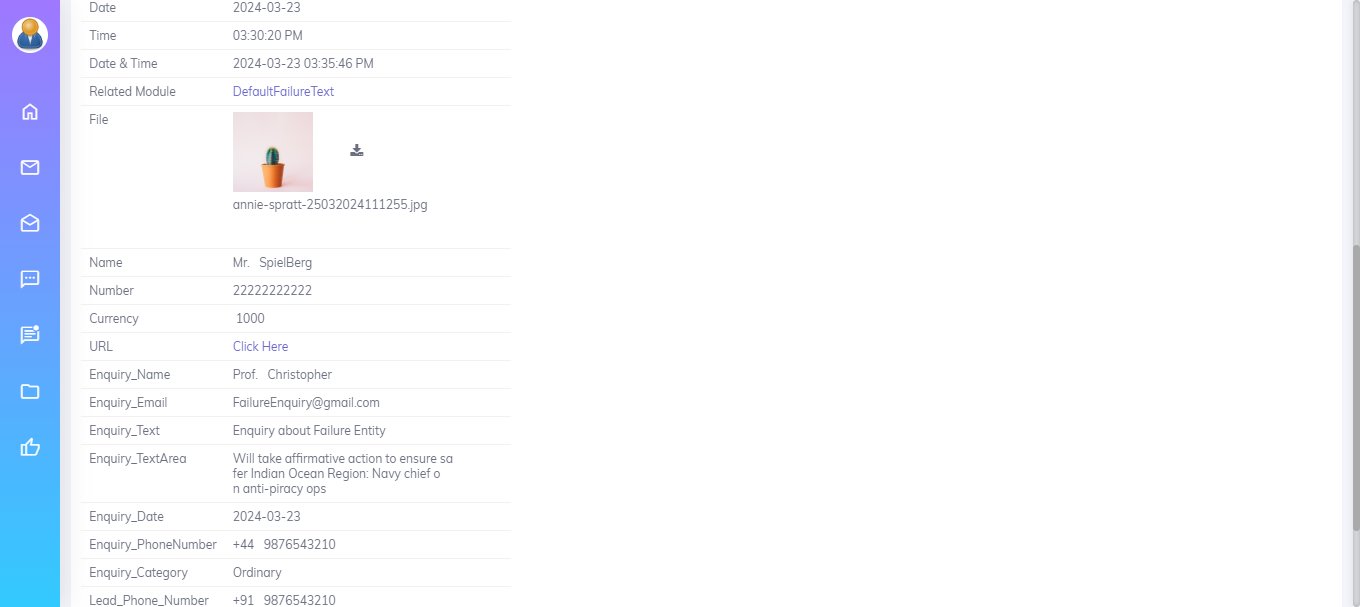 Date 2024-03-23
Time 03:30:20 PM
Date & Time 2024-03-23 03:35:46 PM
Related Module DefaultFailureText
File
annie-spratt-25032024111255.jpg
Name Mr. SpielBerg
Number 22222222222
Currency 1000
URL Click Here
Enquiry_Name Prof. Christopher
Enquiry_Email FailureEnquiry@gmail.com
Enquiry_Text Enquiry about Failure Entity
Enquiry_TextArea Will take affirmative action to ensure sa
fer Indian Ocean Region: Navy chief o
n anti-piracy ops
Enquiry_Date 2024-03-23
Enquiry_PhoneNumber +44 9876543210
Enquiry_Category Ordinary
Lead_Phone_Number +91 9876543210